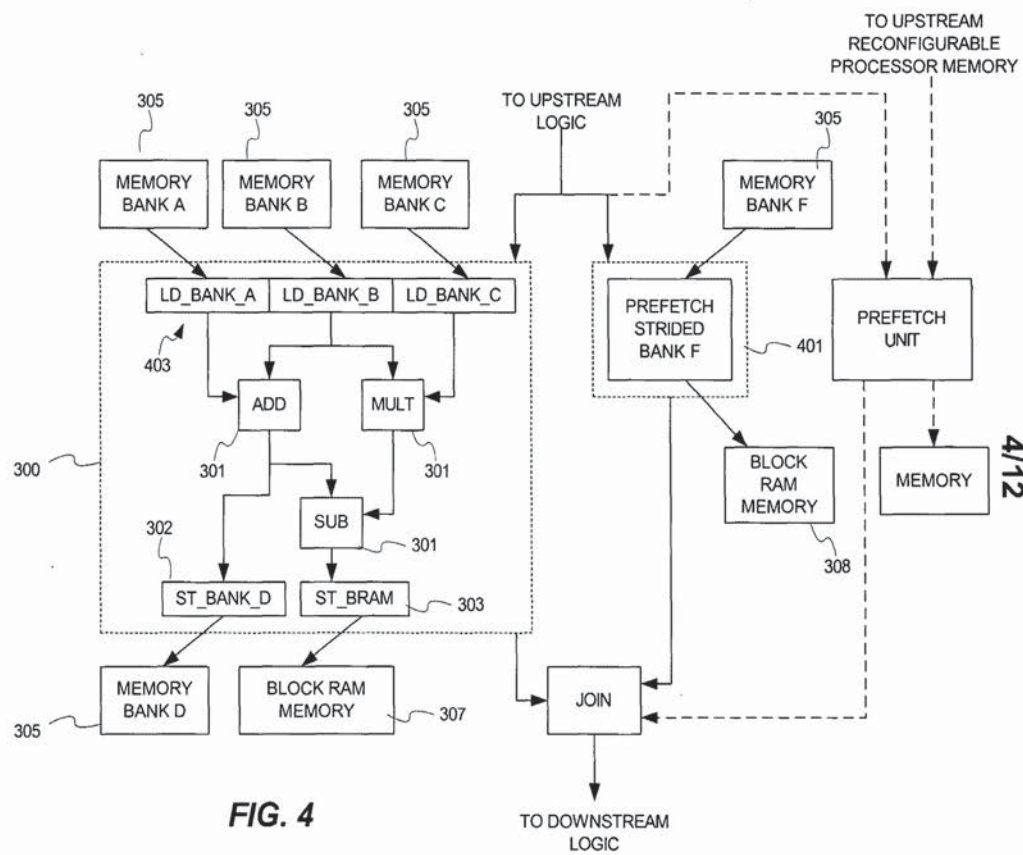 TO UPSTREAM
RECONFIGURABLE
PROCESSOR MEMORY
305
305
305
TO UPSTREAM
LOGIC
305
MEMORY
BANK A
MEMORY
BANK B
MEMORY
BANK C
MEMORY
BANK F
LD_BANK_A
LD_BANK_B
LD_BANK_C
PREFETCH
STRIDED
BANK F
PREFETCH
UNIT
403
401
ADD
MULT
301
301
300
BLOCK
RAM
MEMORY
MEMORY
4/12
SUB
302
301
308
ST_BANK_D
ST_BRAM
303
MEMORY
BANK D
BLOCK RAM
MEMORY
JOIN
305
307
FIG. 4
TO DOWNSTREAM
LOGIC